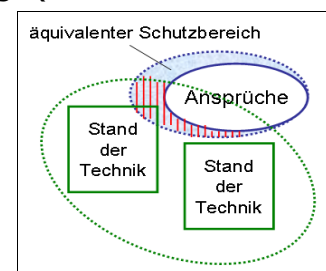 äquivalenter Schutzbereich
Ansprüche
Stand
der
Technik
Stand
der
Technik